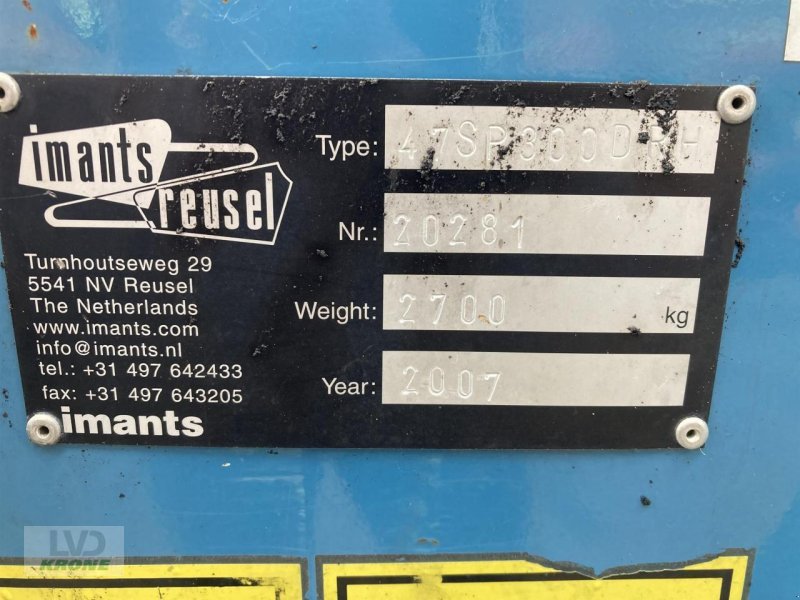 imants
reusel
Turnhoutseweg 29
5541 NV Reusel
The Netherlands
www.imants.com
info@imants.nl
tel.: +31 497 642433
fax: +31 497 643205
imants
Type: 47SP300DRH
Nr.: 20281
Weight: 2700 kg
Year: 2007
LVD
KRONE